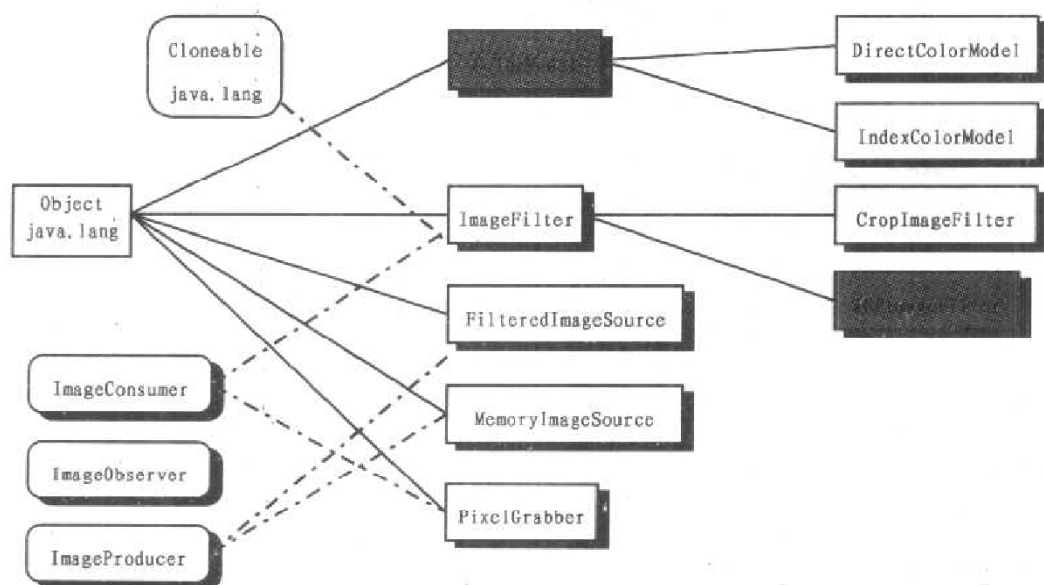 Cloneable
java.lang
DirectColorModel
IndexColorModel
Object
java.lang
ImageFilter
CropImageFilter
FilteredImageSource
ImageConsumer
MemoryImageSource
ImageObserver
PixelGrabber
ImageProducer